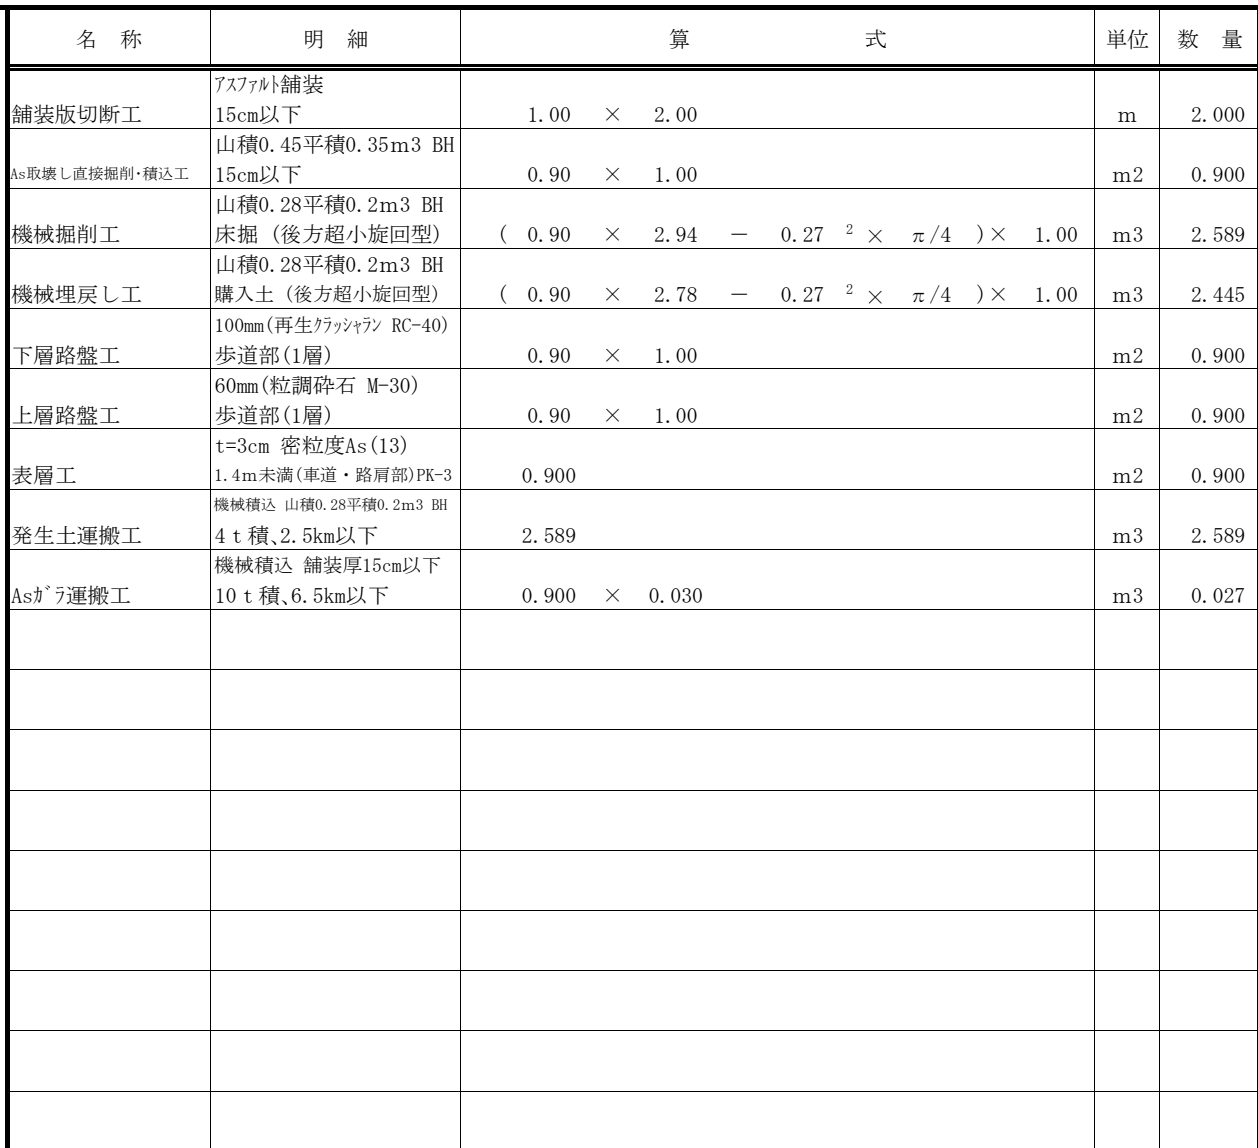 名 称 明 細 算 式 単位 数 量
ｱｽﾌｧﾙﾄ舗装
舗装版切断工 15cm以下 1.00 × 2.00 m 2.000
山積0.45平積0.35m3 BH
As取壊し直接掘削・積込工 15cm以下 0.90 × 1.00 m2 0.900
山積0.28平積0.2m3 BH
機械掘削工 床掘（後方超小旋回型） ( 0.90 × 2.94 － 0.27 ² × π/4 )× 1.00 m3 2.589
山積0.28平積0.2m3 BH
機械埋戻し工 購入土（後方超小旋回型） ( 0.90 × 2.78 － 0.27 ² × π/4 )× 1.00 m3 2.445
100mm(再生ｸﾗｯｼｬﾗﾝ RC-40)
下層路盤工 歩道部(1層) 0.90 × 1.00 m2 0.900
60mm(粒調砕石 M-30)
上層路盤工 歩道部(1層) 0.90 × 1.00 m2 0.900
t=3cm 密粒度As(13)
表層工 1.4m未満(車道・路肩部)PK-3 0.900 m2 0.900
機械積込 山積0.28平積0.2m3 BH
発生土運搬工 4ｔ積､2.5km以下 2.589 m3 2.589
機械積込 舗装厚15cm以下
Asｶﾞﾗ運搬工 10ｔ積､6.5km以下 0.900 × 0.030 m3 0.027